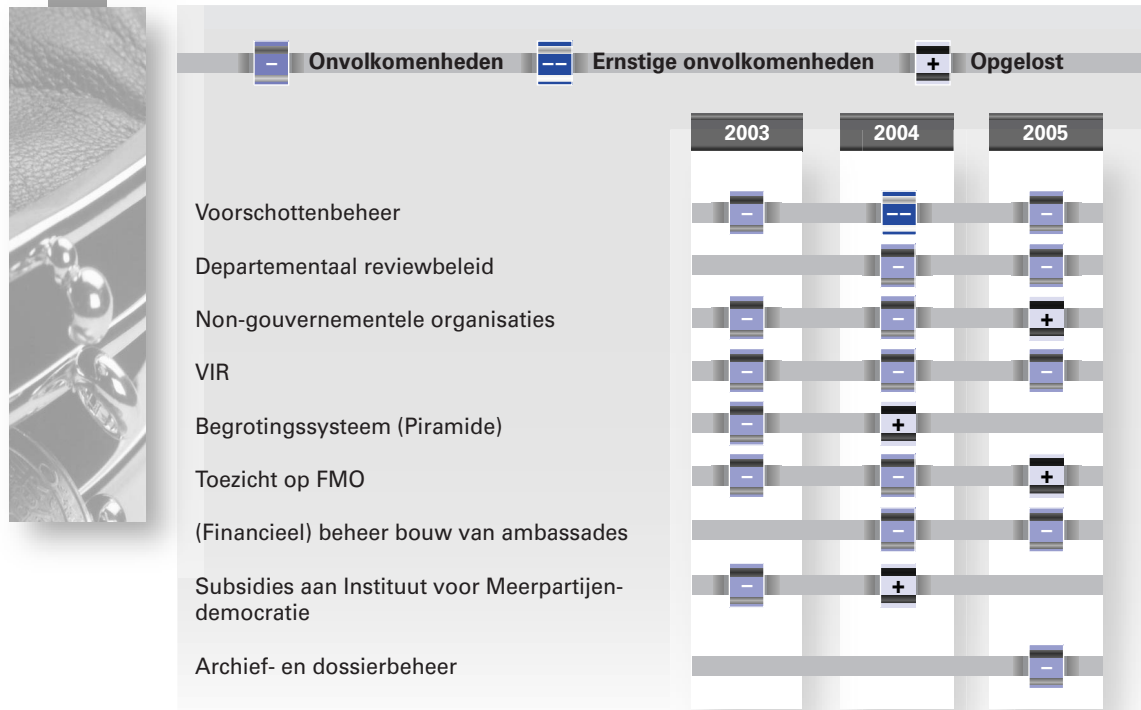 – Onvolkomenheden –– Ernstige onvolkomenheden + Opgelost
2003 2004 2005
Voorschottenbeheer – –– –
Departementaal reviewbeleid – –
Non-gouvernementele organisaties – – +
VIR – – –
Begrotingssysteem (Piramide) – +
Toezicht op FMO – – +
(Financieel) beheer bouw van ambassades – –
Subsidies aan Instituut voor Meerpartijen- – +
democratie
Archief- en dossierbeheer –